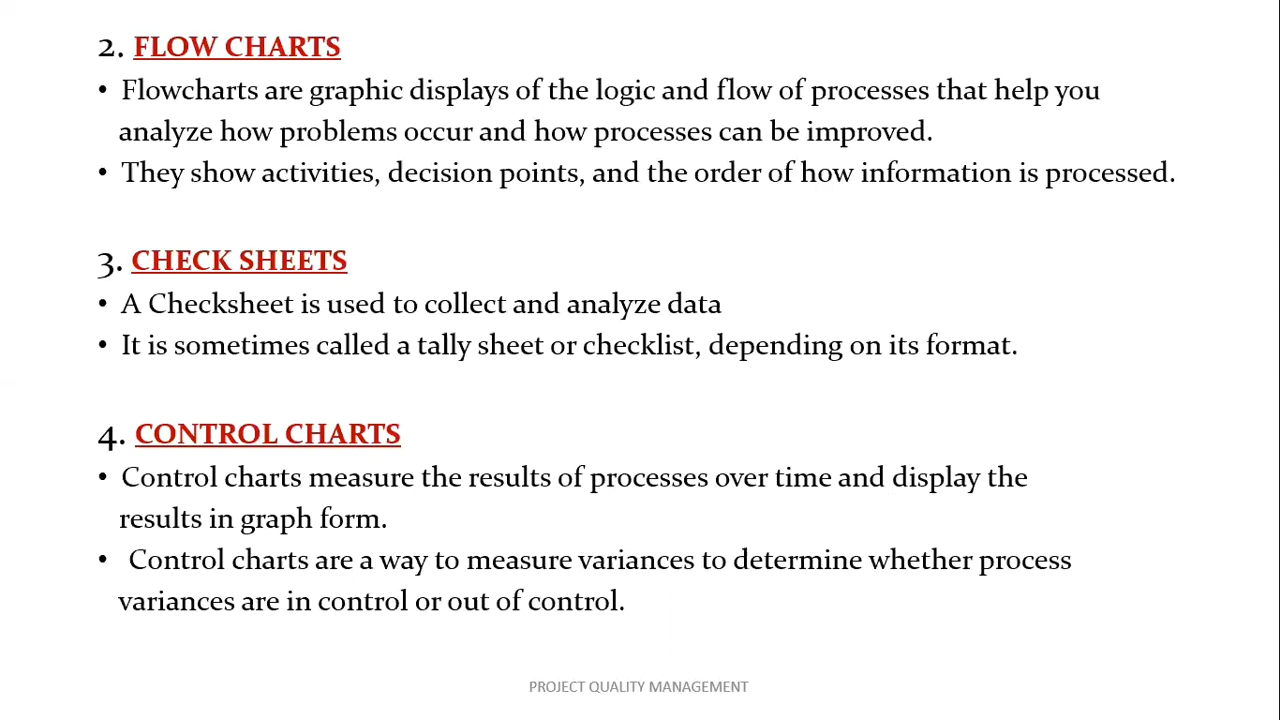 2. FLOW CHARTS
• Flowcharts are graphic displays of the logic and flow of processes that help you
analyze how problems occur and how processes can be improved.
• They show activities, decision points, and the order of how information is processed.
3. CHECK SHEETS
• A Checksheet is used to collect and analyze data
• It is sometimes called a tally sheet or checklist, depending on its format.
4. CONTROL CHARTS
• Control charts measure the results of processes over time and display the
results in graph form.
• Control charts are a way to measure variances to determine whether process
variances are in control or out of control.
PROJECT QUALITY MANAGEMENT